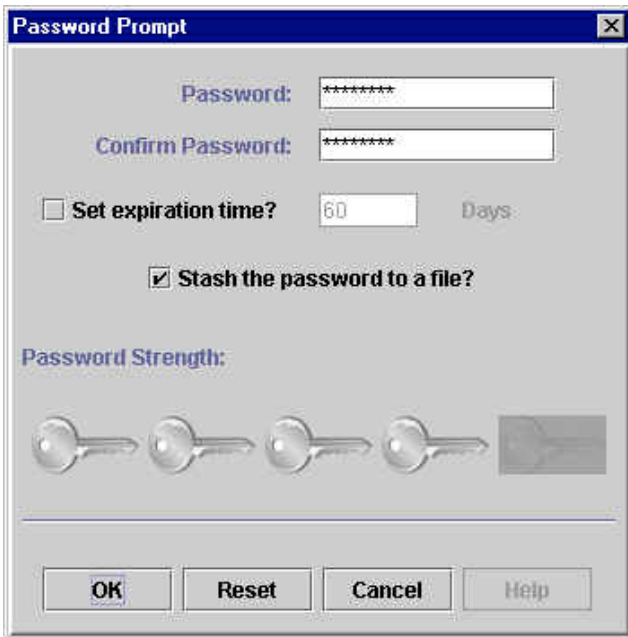 Password Prompt
Password: ********
Confirm Password: ********
Set expiration time? 60 Days
Stash the password to a file?
Password Strength:
OK Reset Cancel Help